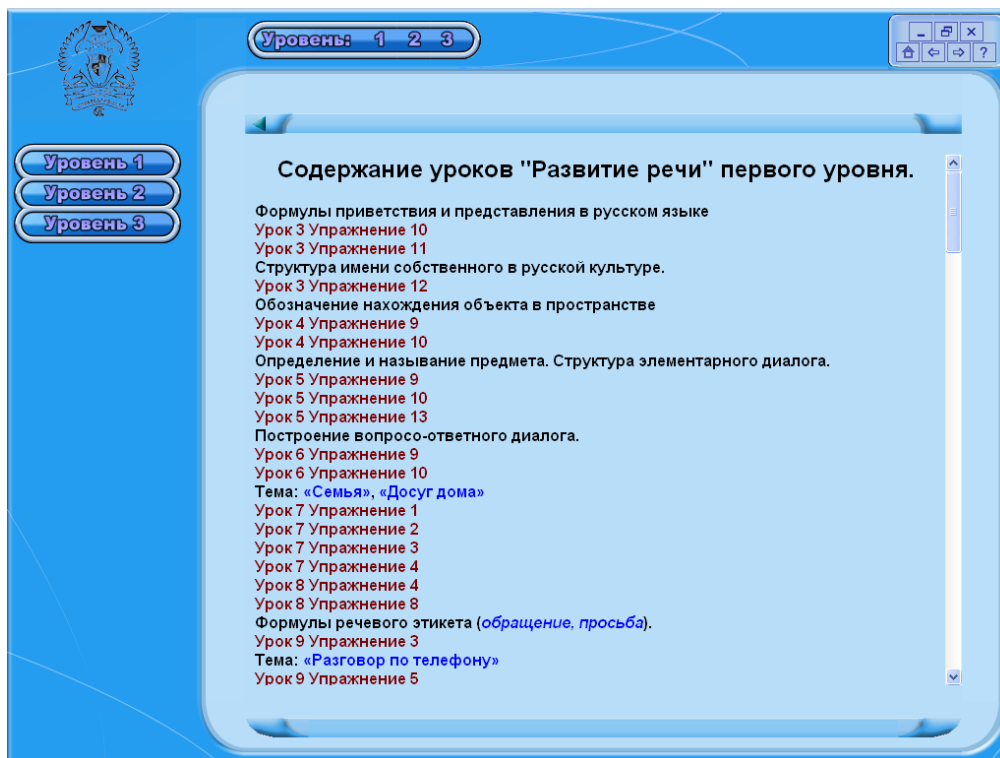 Уровень: 1 2 3
?
Уровень 1
Уровень 2
Уровень 3
Содержание уроков "Развитие речи" первого уровня.
Формулы приветствия и представления в русском языке
Урок 3 Упражнение 10
Урок 3 Упражнение 11
Структура имени собственного в русской культуре.
Урок 3 Упражнение 12
Обозначение нахождения объекта в пространстве
Урок 4 Упражнение 9
Урок 4 Упражнение 10
Определение и называние предмета. Структура элементарного диалога.
Урок 5 Упражнение 9
Урок 5 Упражнение 10
Урок 5 Упражнение 13
Построение вопросо-ответного диалога.
Урок 6 Упражнение 9
Урок 6 Упражнение 10
Тема: «Семья», «Досуг дома»
Урок 7 Упражнение 1
Урок 7 Упражнение 2
Урок 7 Упражнение 3
Урок 7 Упражнение 4
Урок 8 Упражнение 4
Урок 8 Упражнение 8
Формулы речевого этикета (обращение, просьба).
Урок 9 Упражнение 3
Тема: «Разговор по телефону»
Урок 9 Упражнение 5